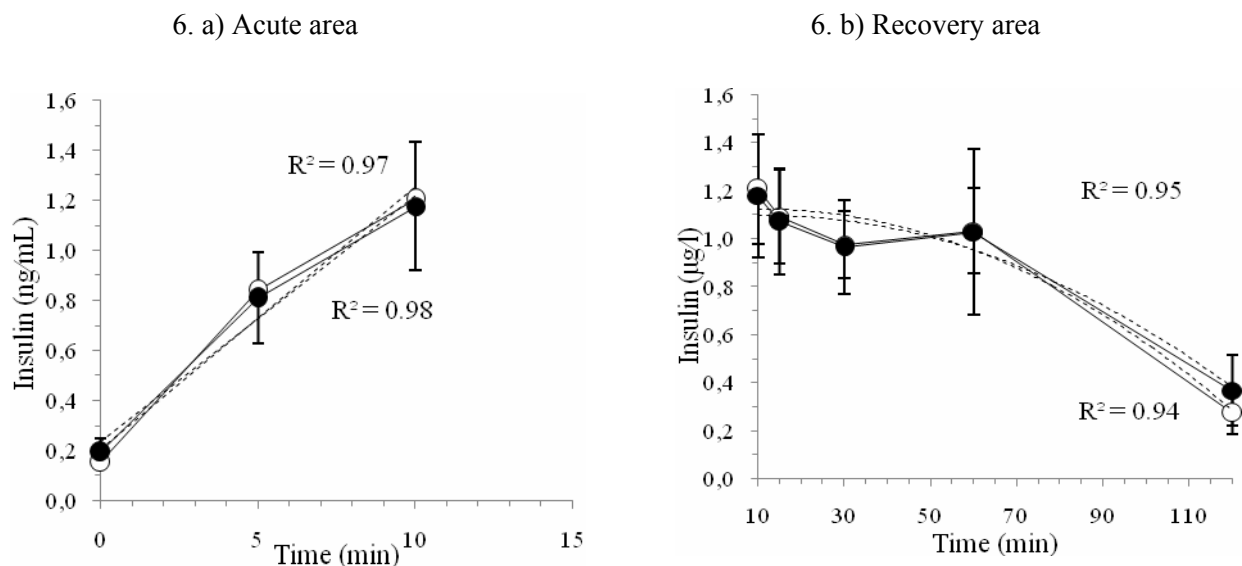 6. a) Acute area
Insulin (ng/mL)
1,6
1,4
1,2
1,0
0,8
0,6
0,4
0,2
0,0
R² = 0.97
R² = 0.98
0 5 10 15
Time (min)
6. b) Recovery area
Insulin (µg/l)
1,6
1,4
1,2
1,0
0,8
0,6
0,4
0,2
0,0
R² = 0.95
R² = 0.94
10 30 50 70 90 110
Time (min)